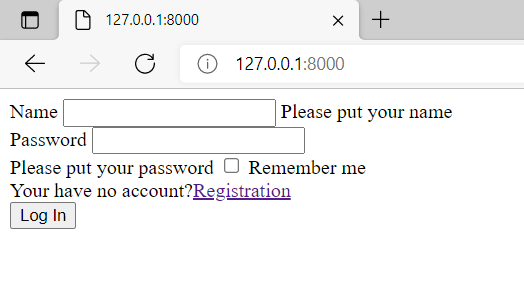 127.0.0.1:8000
127.0.0.1:8000
Name Please put your name
Password
Please put your password Remember me
Your have no account?Registration
Log In